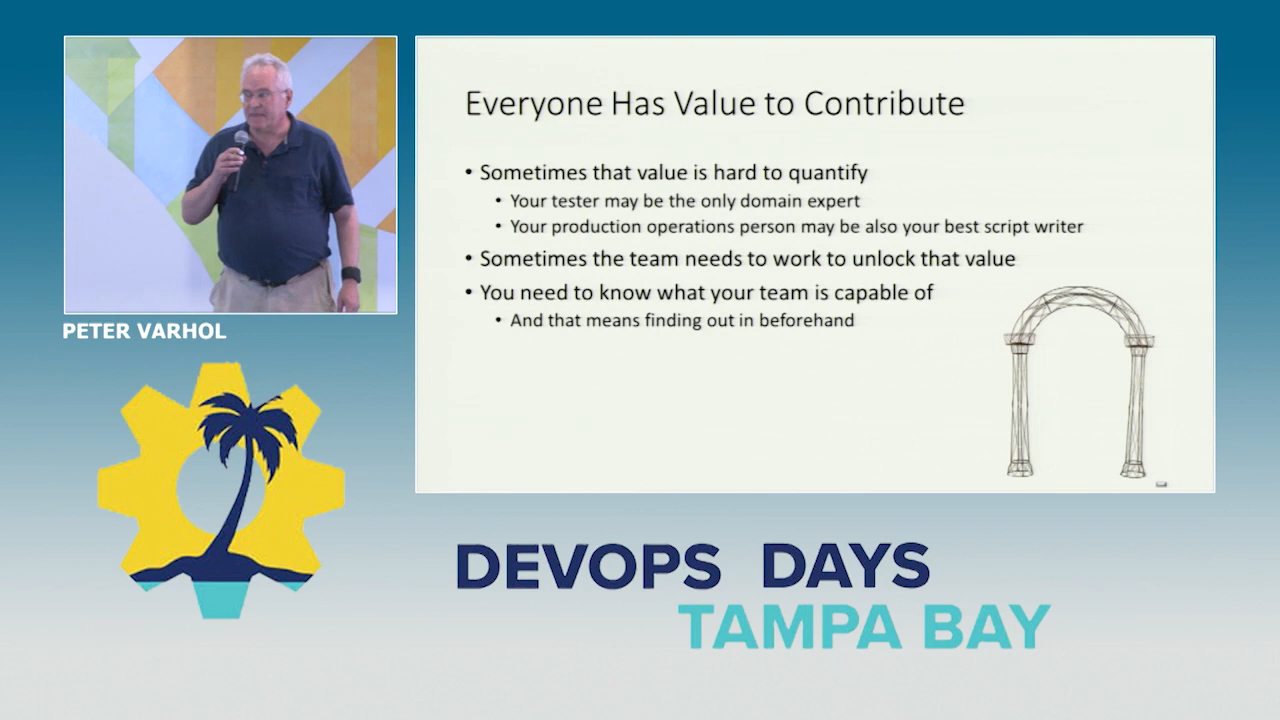 Everyone Has Value to Contribute
• Sometimes that value is hard to quantify
• Your tester may be the only domain expert
• Your production operations person may be also your best script writer
• Sometimes the team needs to work to unlock that value
• You need to know what your team is capable of
• And that means finding out in beforehand
PETER VARHOL
DEVOPS DAYS
TAMPA BAY